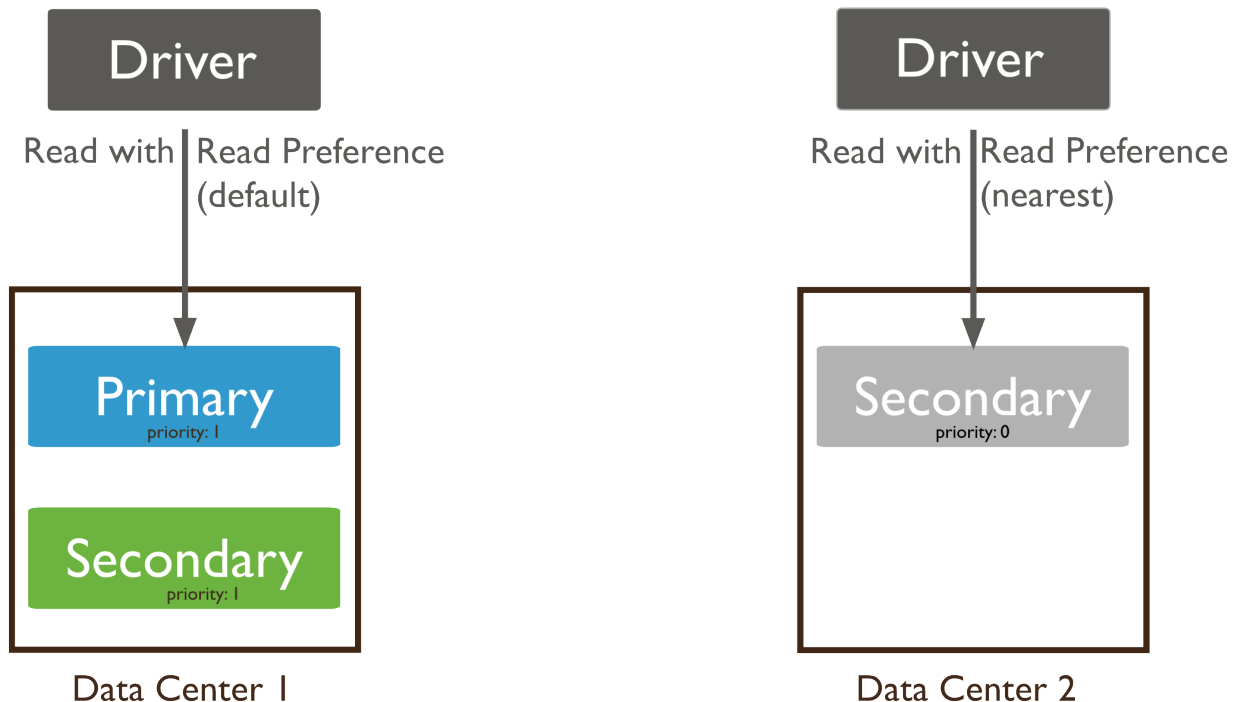 Driver
Read with Read Preference
(default)
Primary
priority: 1
Secondary
priority: 1
Data Center 1
Driver
Read with Read Preference
(nearest)
Secondary
priority: 0
Data Center 2